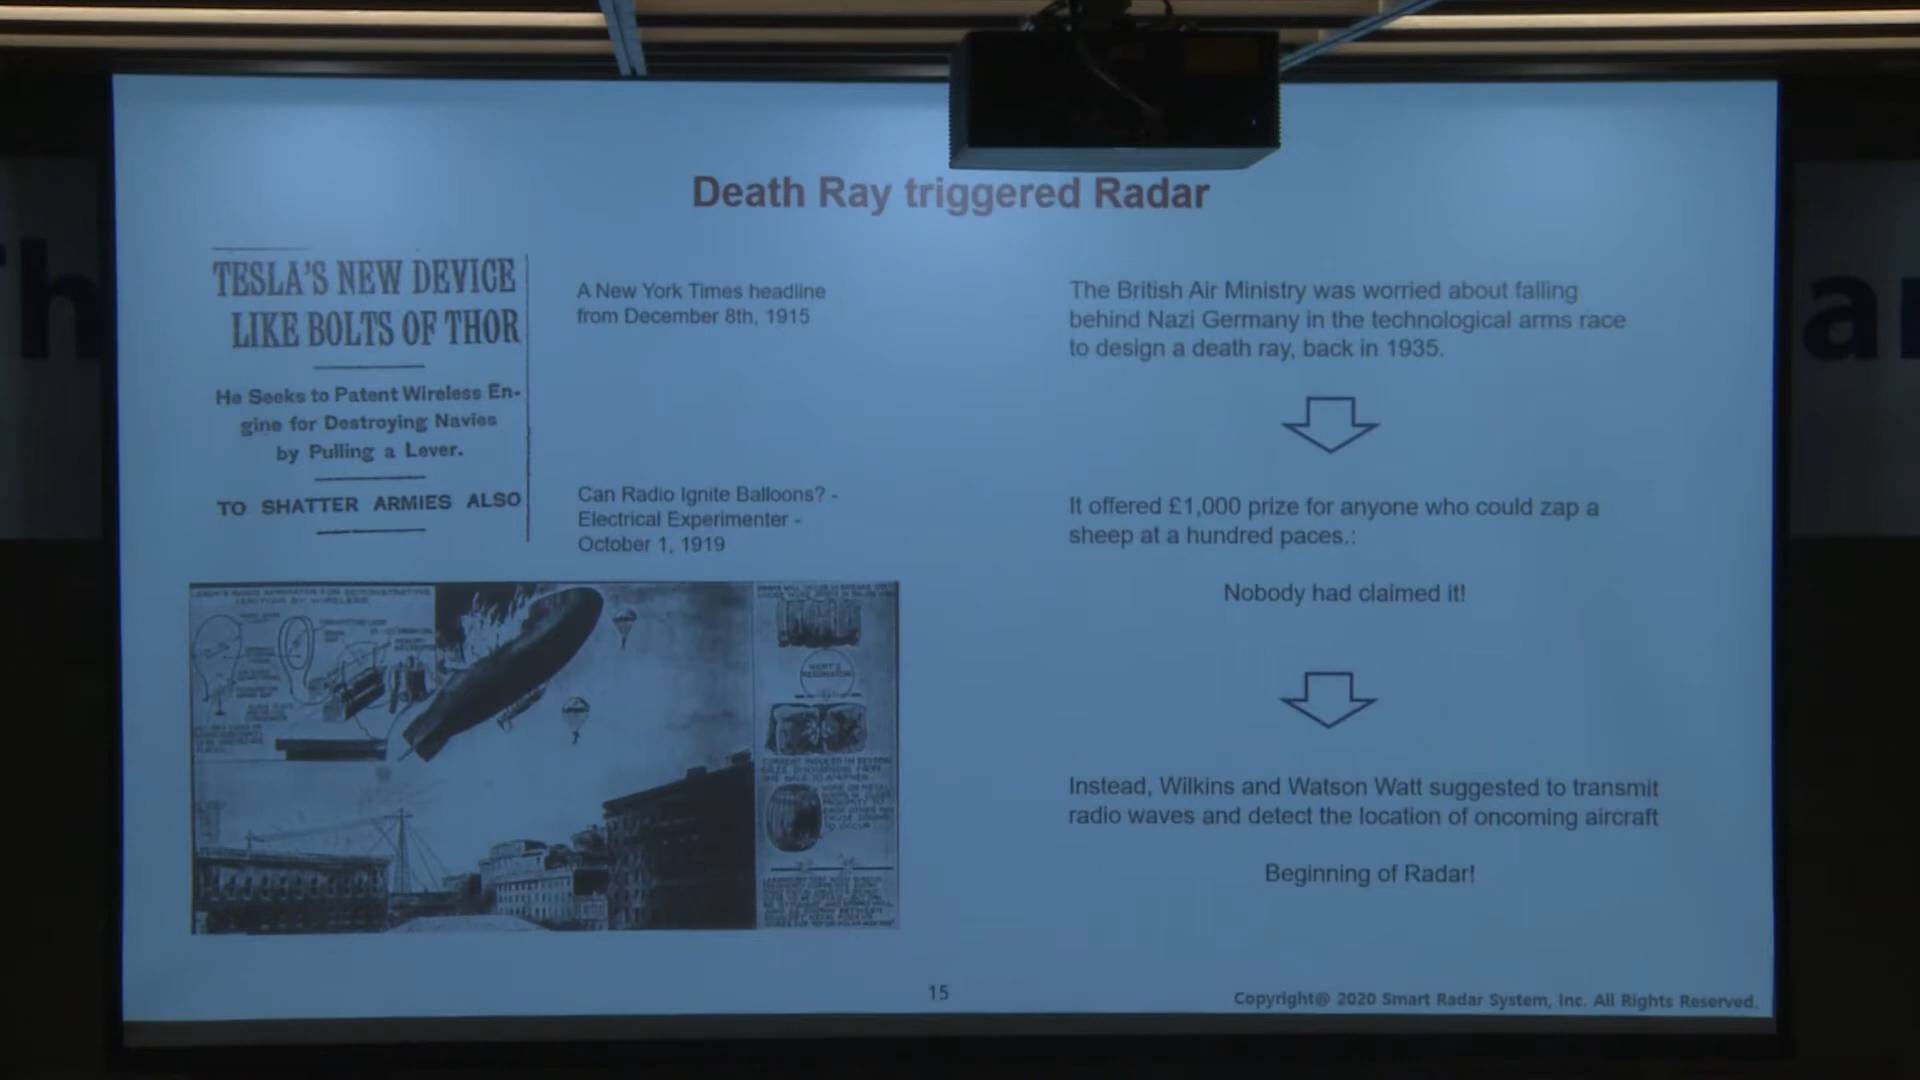 Death Ray triggered Radar
TESLA'S NEW DEVICE
LIKE BOLTS OF THOR
He Seeks to Patent Wireless En-
gine for Destroying Navies
by Pulling a Lever.
TO SHATTER ARMIES ALSO
A New York Times headline
from December 8th, 1915
Can Radio Ignite Balloons? -
Electrical Experimenter -
October 1, 1919
IGNITION BY WIRELESS
HERTZ
RESONATOR
The British Air Ministry was worried about falling
behind Nazi Germany in the technological arms race
to design a death ray, back in 1935.
It offered £1,000 prize for anyone who could zap a
sheep at a hundred paces.:
Nobody had claimed it!
Instead, Wilkins and Watson Watt suggested to transmit
radio waves and detect the location of oncoming aircraft
Beginning of Radar!
15
Copyright@ 2020 Smart Radar System, Inc. All Rights Reserved.
h
a